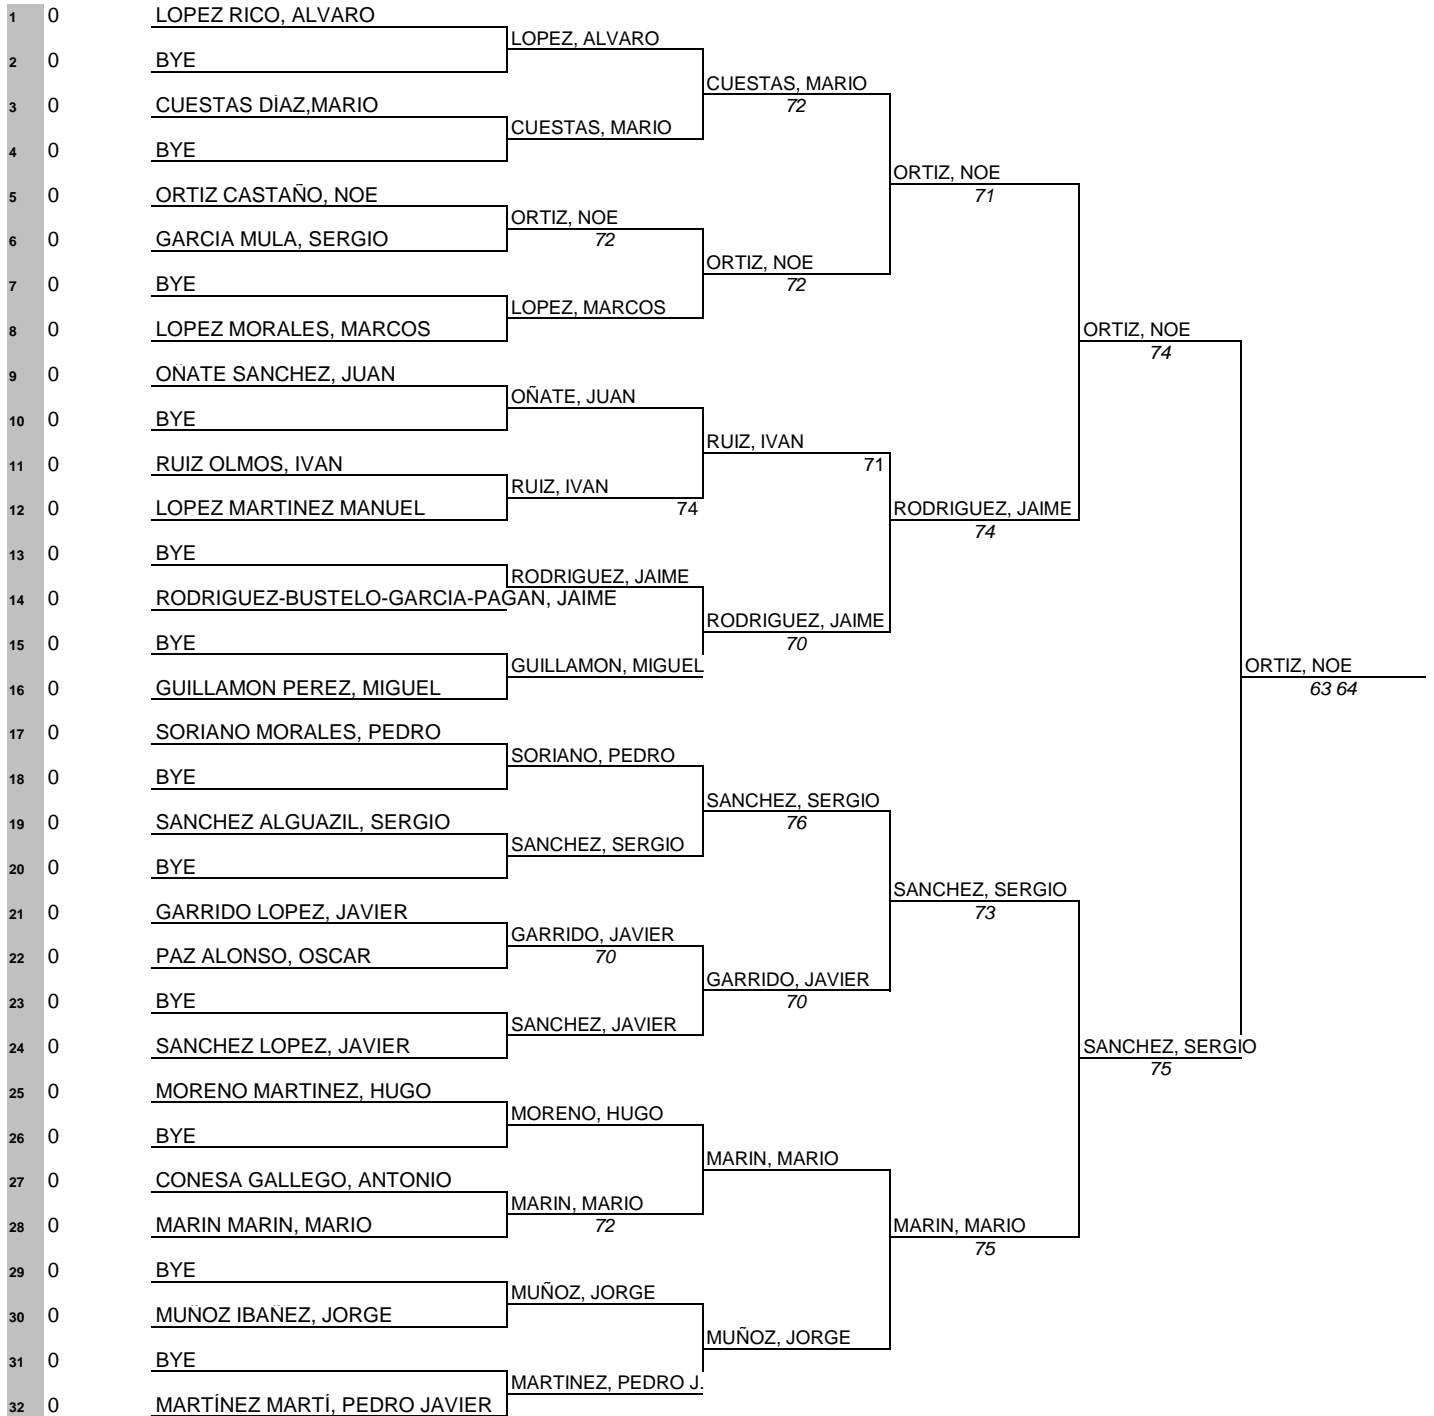 1 0 LOPEZ RICO, ALVARO
LOPEZ, ALVARO
2 0 BYE
CUESTAS, MARIO
72
3 0 CUESTAS DÍAZ,MARIO
CUESTAS, MARIO
4 0 BYE
ORTIZ, NOE
71
5 0 ORTIZ CASTAÑO, NOE
ORTIZ, NOE
72
6 0 GARCIA MULA, SERGIO
ORTIZ, NOE
72
7 0 BYE
LOPEZ, MARCOS
8 0 LOPEZ MORALES, MARCOS
ORTIZ, NOE
74
9 0 OÑATE SANCHEZ, JUAN
OÑATE, JUAN
10 0 BYE
RUIZ, IVAN
71
11 0 RUIZ OLMOS, IVAN
RUIZ, IVAN
74
12 0 LOPEZ MARTINEZ MANUEL
RODRIGUEZ, JAIME
74
13 0 BYE
RODRIGUEZ, JAIME
14 0 RODRIGUEZ-BUSTELO-GARCIA-PAGAN, JAIME
RODRIGUEZ, JAIME
70
15 0 BYE
GUILLAMON, MIGUEL
ORTIZ, NOE
63 64
16 0 GUILLAMON PEREZ, MIGUEL
17 0 SORIANO MORALES, PEDRO
SORIANO, PEDRO
18 0 BYE
SANCHEZ, SERGIO
76
19 0 SANCHEZ ALGUAZIL, SERGIO
SANCHEZ, SERGIO
20 0 BYE
SANCHEZ, SERGIO
73
21 0 GARRIDO LOPEZ, JAVIER
GARRIDO, JAVIER
70
22 0 PAZ ALONSO, OSCAR
GARRIDO, JAVIER
70
23 0 BYE
SANCHEZ, JAVIER
24 0 SANCHEZ LOPEZ, JAVIER
SANCHEZ, SERGIO
75
25 0 MORENO MARTINEZ, HUGO
MORENO, HUGO
26 0 BYE
MARIN, MARIO
27 0 CONESA GALLEGO, ANTONIO
MARIN, MARIO
72
28 0 MARIN MARIN, MARIO
MARIN, MARIO
75
29 0 BYE
MUÑOZ, JORGE
30 0 MUÑOZ IBAÑEZ, JORGE
MUÑOZ, JORGE
31 0 BYE
MARTINEZ, PEDRO J.
32 0 MARTÍNEZ MARTÍ, PEDRO JAVIER